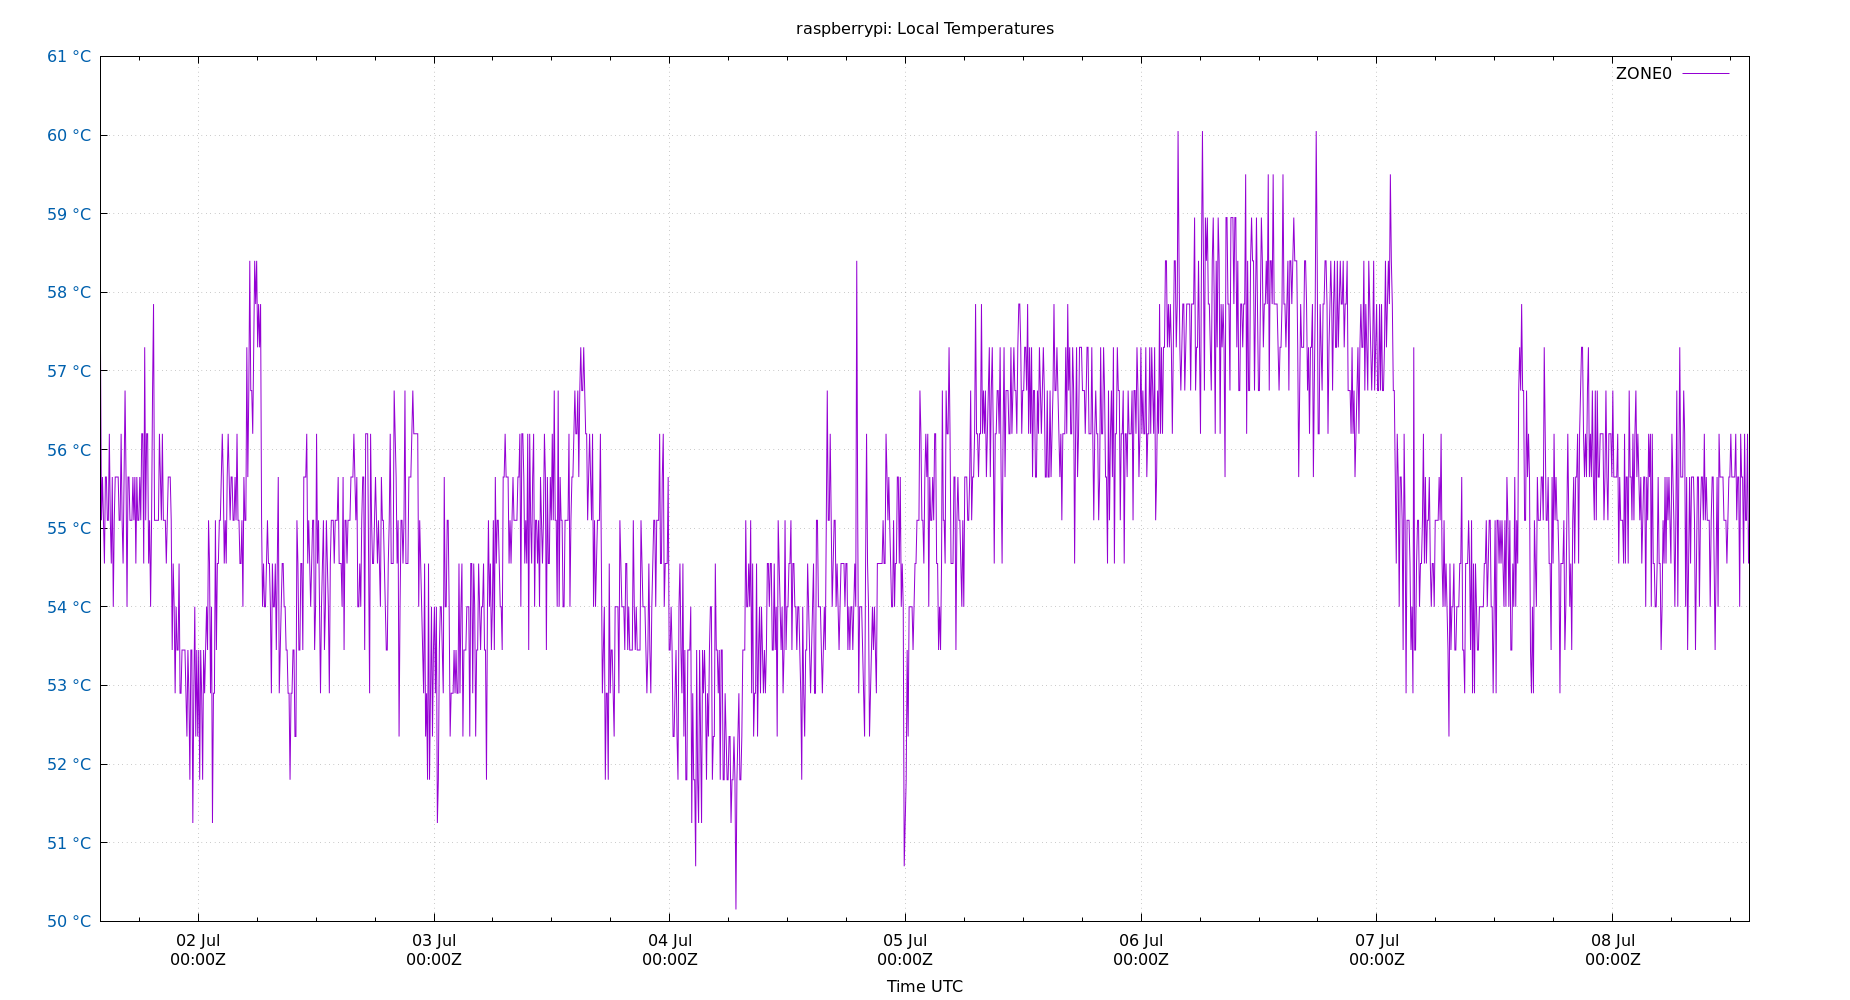 raspberrypi: Local Temperatures
61 °C
ZONE0
60 °C
59 °C
58 °C
57 °C
56 °C
55 °C
54 °C
53 °C
52 °C
51 °C
50 °C
02 Jul 03 Jul 04 Jul 05 Jul 06 Jul 07 Jul 08 Jul
00:00Z 00:00Z 00:00Z 00:00Z 00:00Z 00:00Z 00:00Z
Time UTC